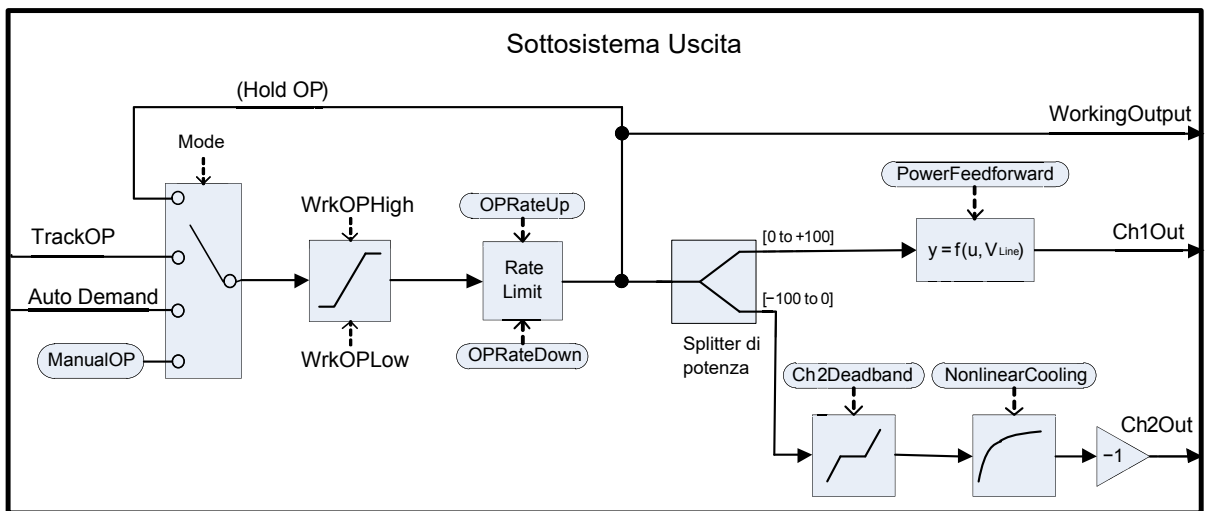 Sottosistema Uscita
(Hold OP)
WorkingOutput
Mode
PowerFeedforward
WrkOPHigh
OPRateUp
TrackOP
[0 to +100]
Ch1Out
y = f(u, VLine)
Rate
Limit
Auto Demand
[−100 to 0]
ManualOP
WrkOPLow
OPRateDown
Splitter di
potenza
Ch2Deadband
NonlinearCooling
Ch2Out
−1